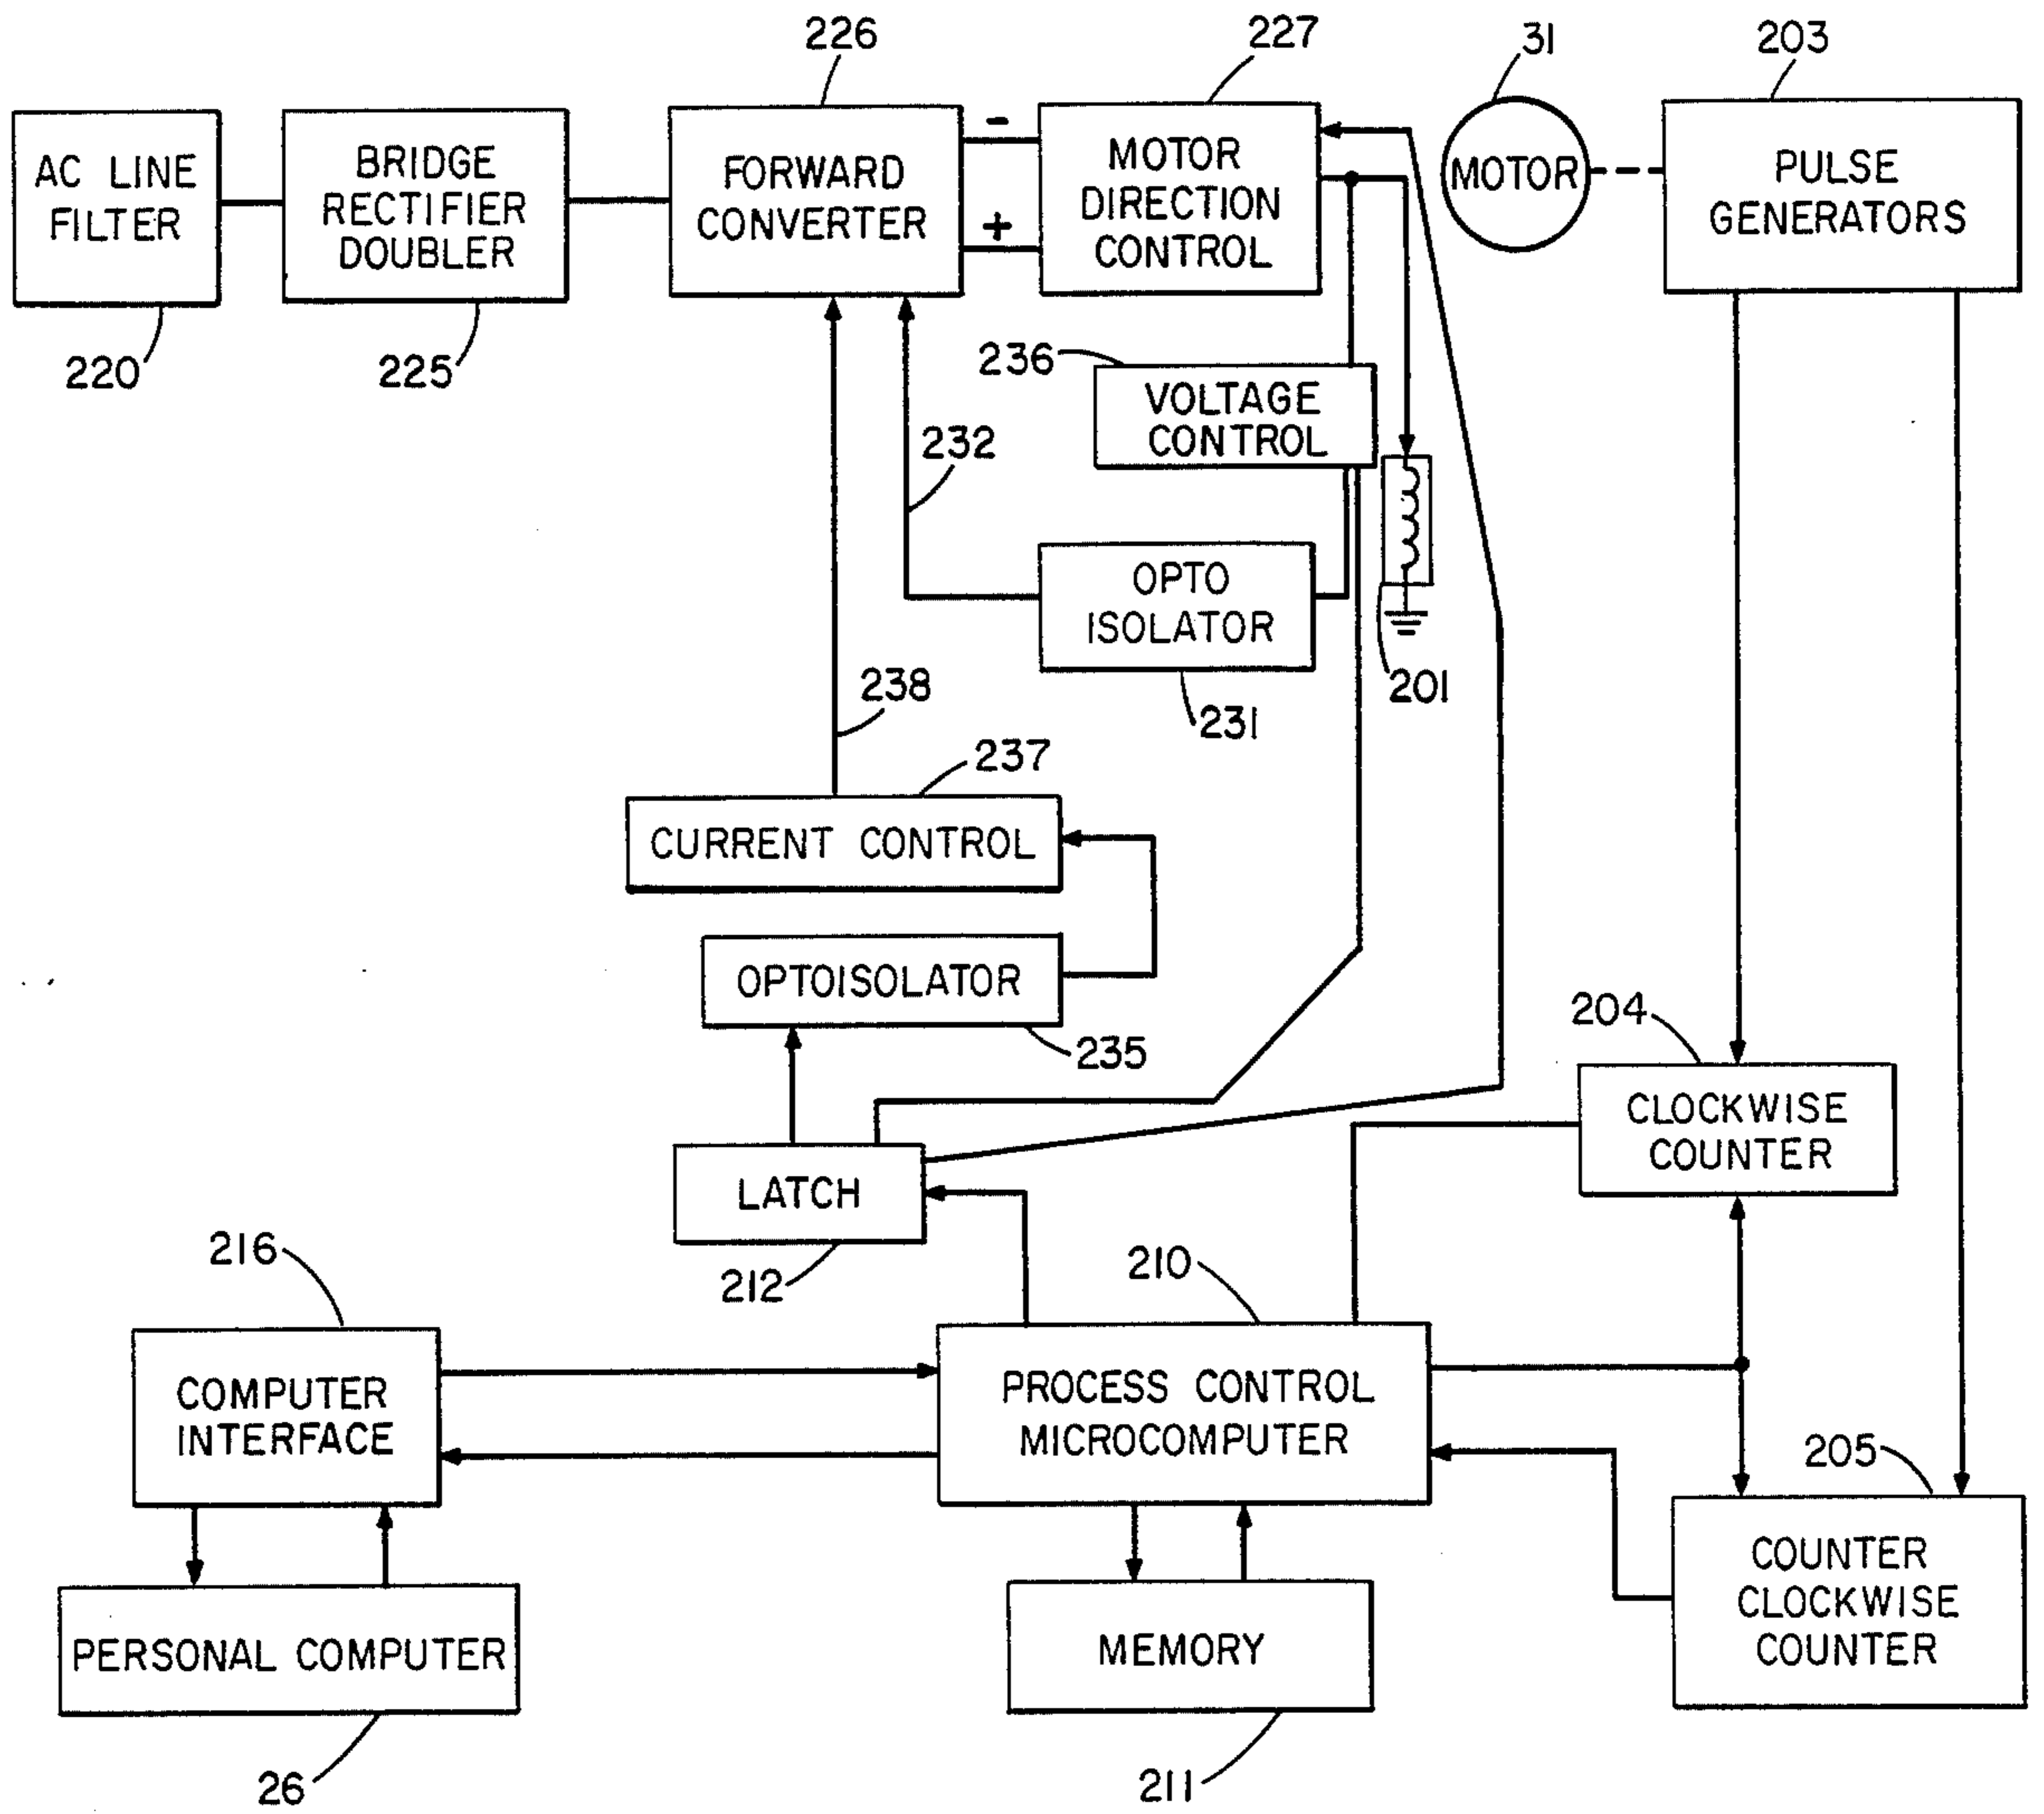 226
227
31
203
AC LINE
FILTER
BRIDGE
RECTIFIER
DOUBLER
FORWARD
CONVERTER
-
+
MOTOR
DIRECTION
CONTROL
MOTOR
PULSE
GENERATORS
220
225
236
VOLTAGE
CONTROL
232
OPTO
ISOLATOR
201
231
238
237
CURRENT CONTROL
OPTOISOLATOR
235
204
CLOCKWISE
COUNTER
LATCH
212
216
210
COMPUTER
INTERFACE
PROCESS CONTROL
MICROCOMPUTER
205
COUNTER
CLOCKWISE
COUNTER
PERSONAL COMPUTER
MEMORY
26
211